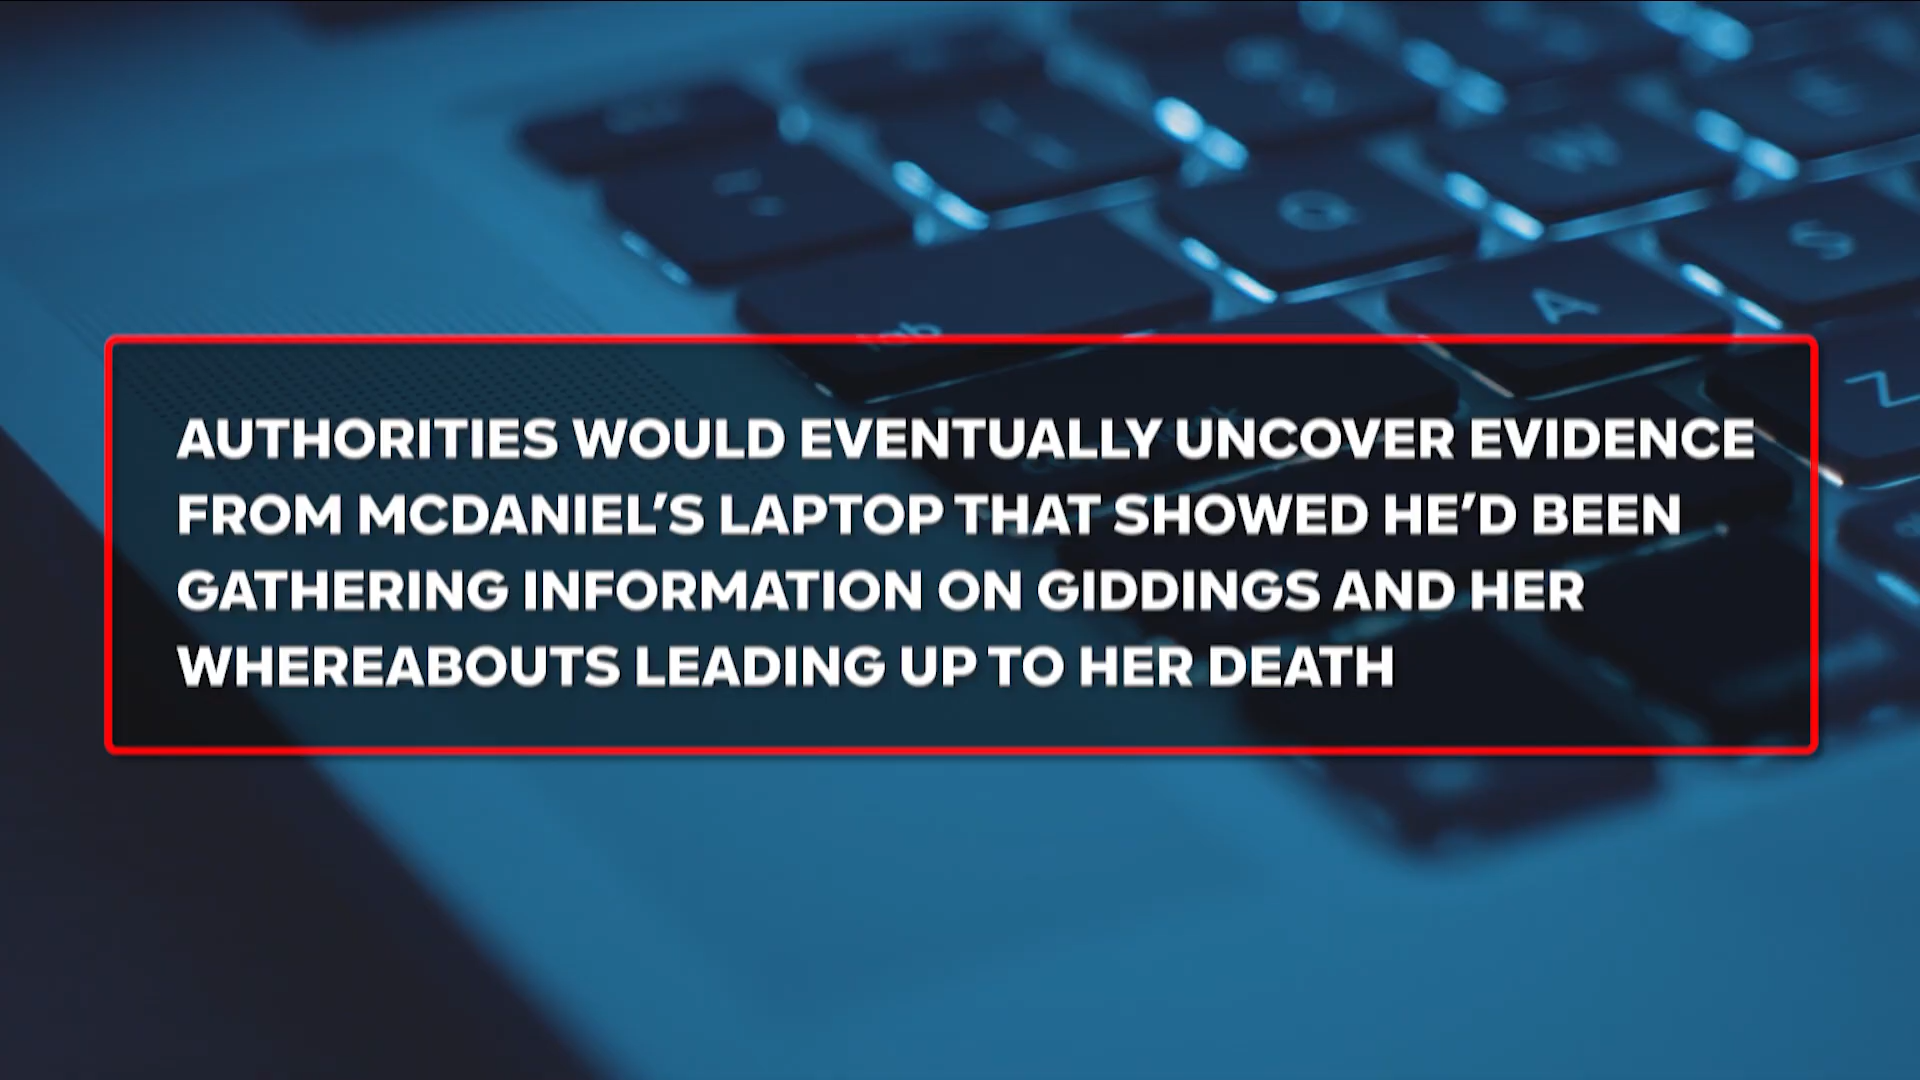 AUTHORITIES WOULD EVENTUALLY UNCOVER EVIDENCE
FROM MCDANIEL'S LAPTOP THAT SHOWED HE'D BEEN
GATHERING INFORMATION ON GIDDINGS AND HER
WHEREABOUTS LEADING UP TO HER DEATH
Q
W
A
S
Z
tab